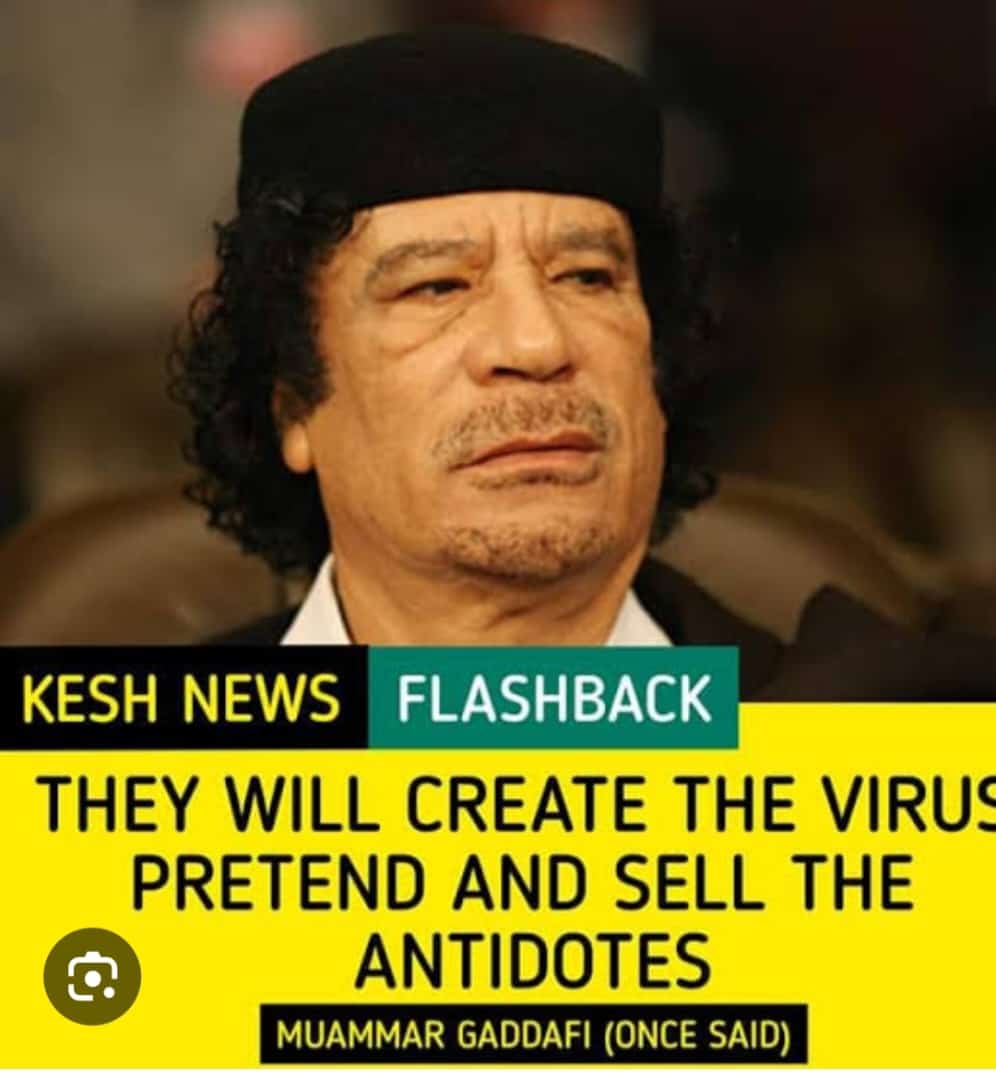 KESH NEWS FLASHBACK
THEY WILL CREATE THE VIRUS
PRETEND AND SELL THE
ANTIDOTES
MUAMMAR GADDAFI (ONCE SAID)